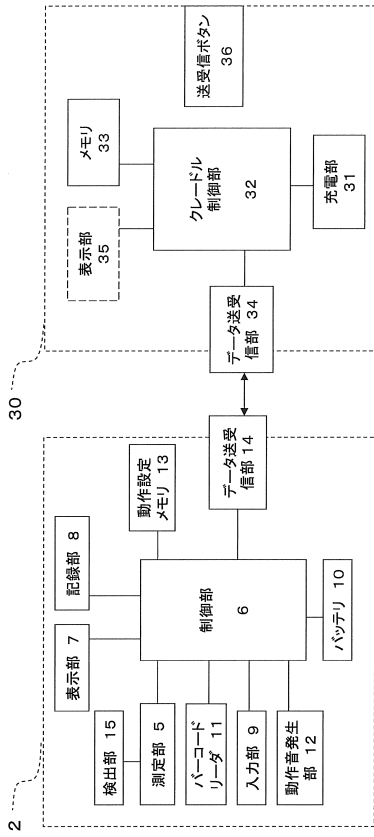 2
表示部 7
記録部 8
検出部 15
測定部 5
バーコード
リーダ 11
入力部 9
動作音発生
部 12
制御部
6
動作設定
メモリ 13
データ送受
信部 14
バッテリ 10
30
表示部
35
メモリ
33
データ送受
信部 34
クレードル
制御部
32
充電部
31
送受信ボタン
36